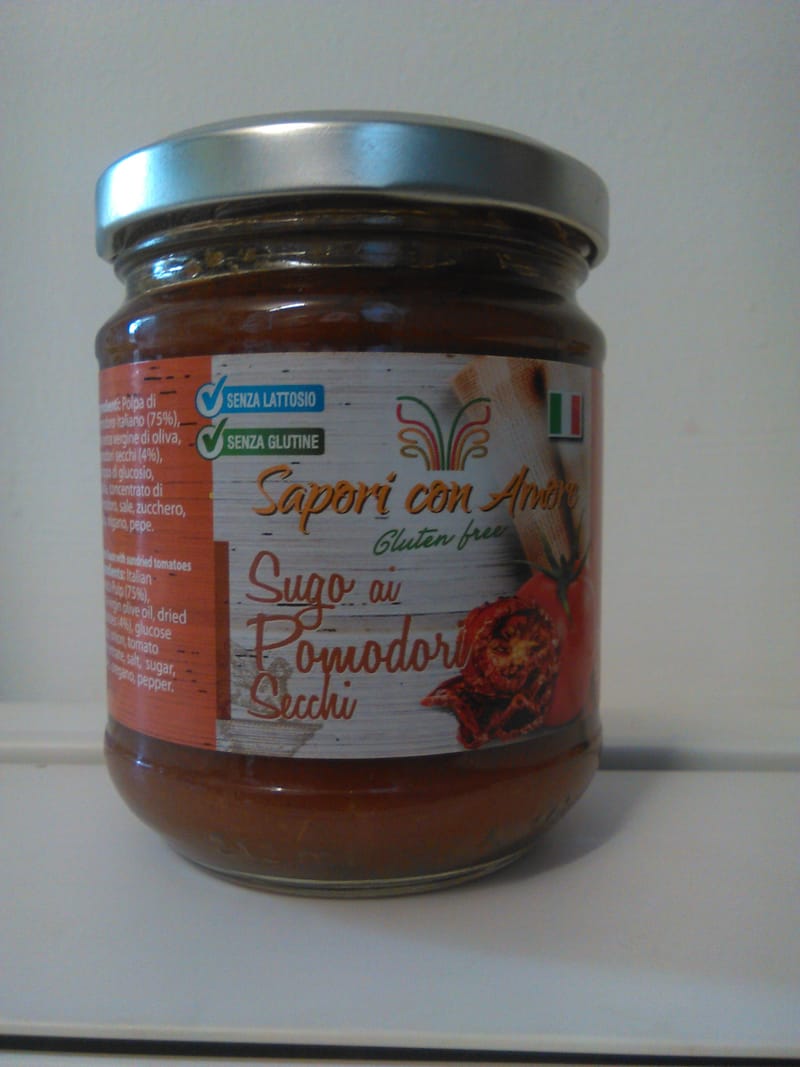 Polpa di
Italiano (75%),
vergine di oliva,
secchi (4%),
di glucosio,
concentrato di
sale, zucchero,
pepe.
with sundried tomatoes
Italian
(75%),
olive oil, dried
(4%), glucose
tomato
salt, sugar,
pepper.
SENZA LATTOSIO
SENZA GLUTINE
Sapori con Amore
Gluten free
Sugo ai
Pomodori
Secchi